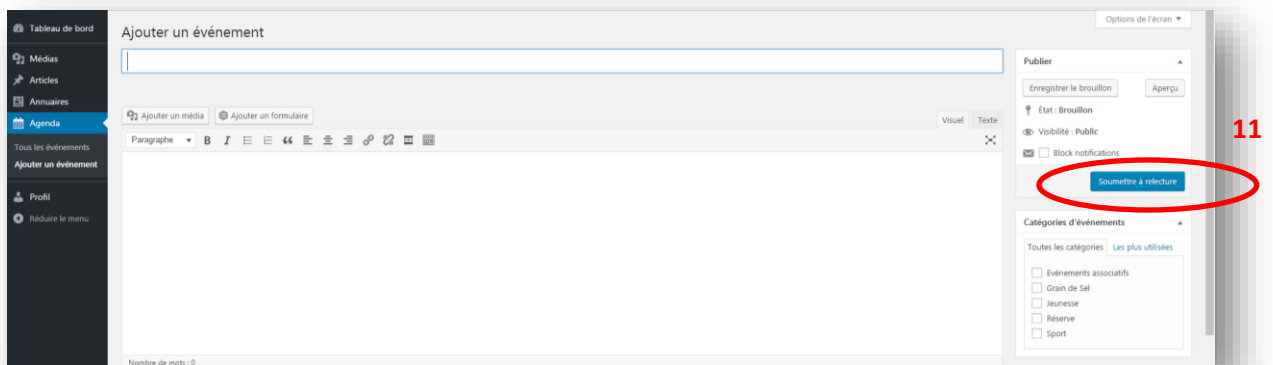 Options de l'écran
Tableau de bord
Ajouter un événement
Médias
Articles
Annuaires
Agenda
Tous les événements
Ajouter un événement
Profil
Réduire le menu
Ajouter un média
Ajouter un formulaire
Visuel
Texte
Paragraphe
B I
Nombre de mots : 0
Publier
Enregistrer le brouillon
Aperçu
État : Brouillon
Visibilité : Public
Block notifications
Soumettre à relecture
11
Catégories d'événements
Toutes les catégories
Les plus utilisées
Evénements associatifs
Grain de Sel
Jeunesse
Réserve
Sport